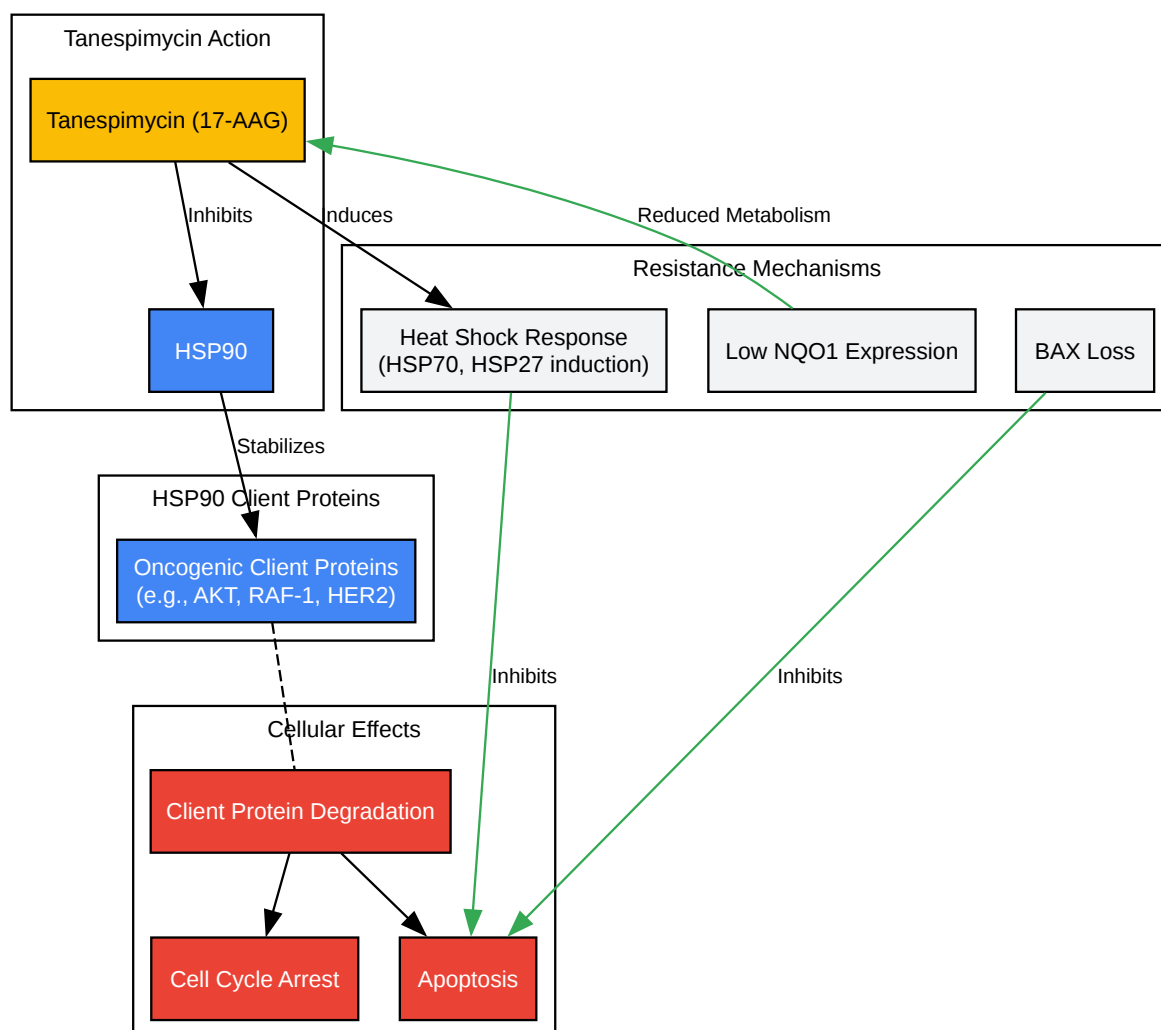 Tanespimycin Action
Tanespimycin (17-AAG)
Inhibits
Induces
Reduced Metabolism
Resistance Mechanisms
HSP90
Heat Shock Response
(HSP70, HSP27 induction)
Low NQO1 Expression
BAX Loss
Stabilizes
HSP90 Client Proteins
Oncogenic Client Proteins
(e.g., AKT, RAF-1, HER2)
Inhibits
Inhibits
Cellular Effects
Client Protein Degradation
Cell Cycle Arrest
Apoptosis